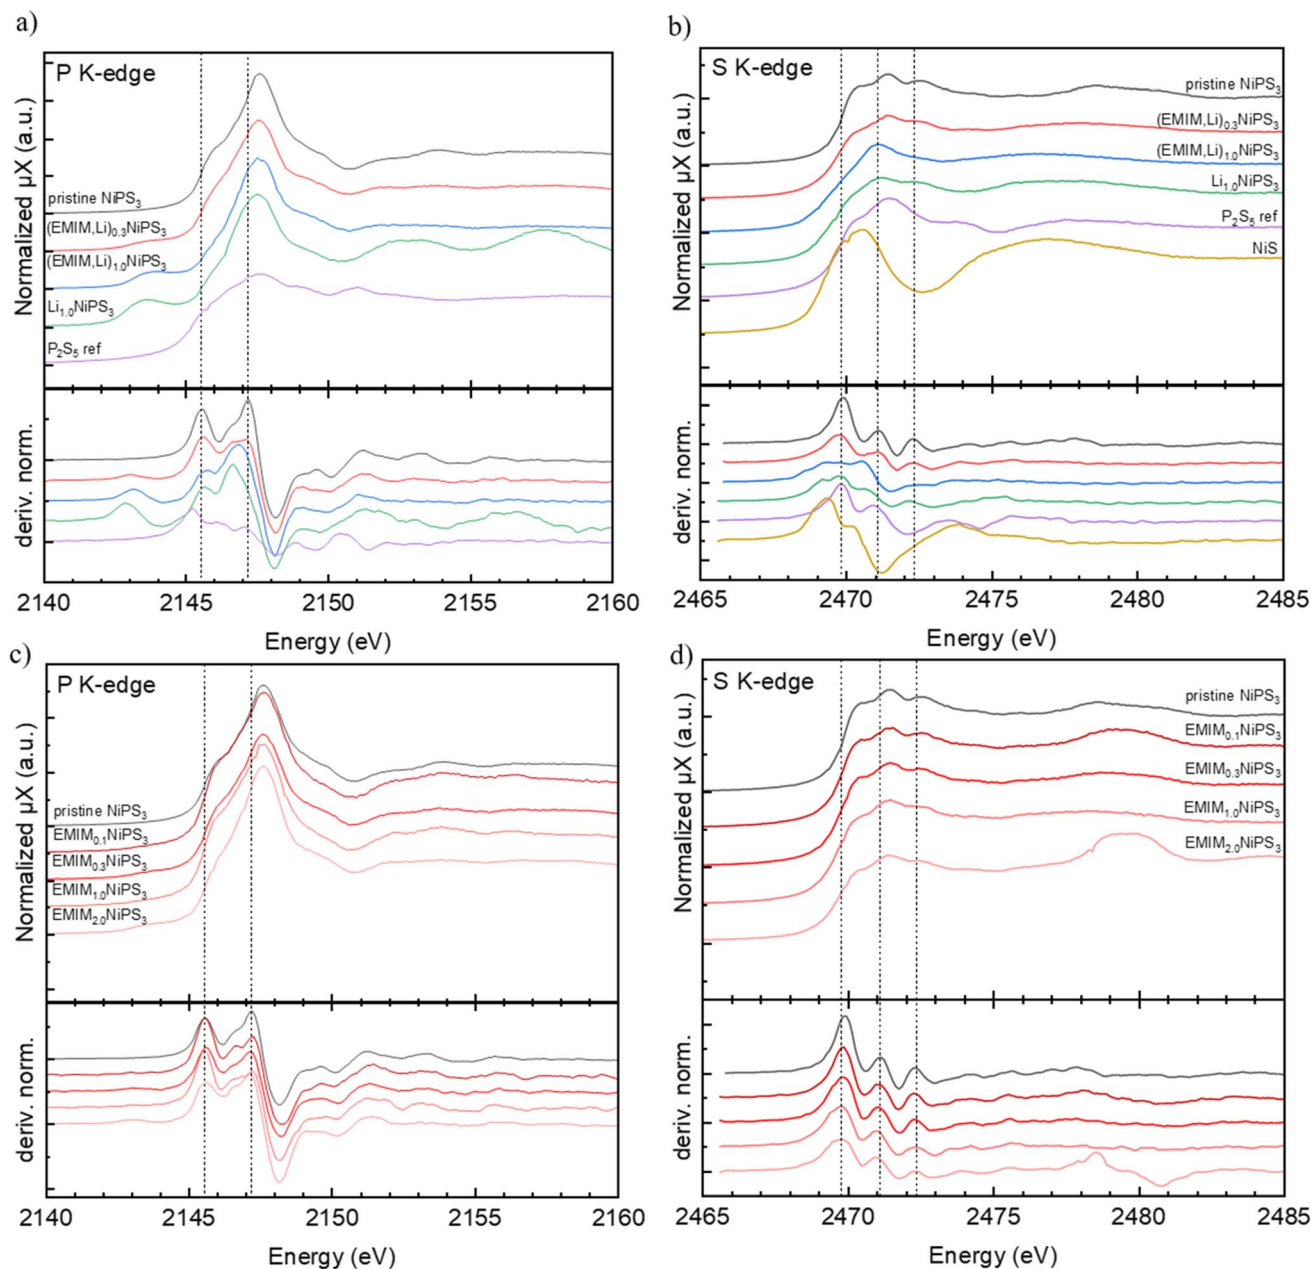 a)
P K-edge
Normalized µX (a.u.)
pristine NiPS₃
(EMIM,Li)₀.₃NiPS₃
(EMIM,Li)₁.₀NiPS₃
Li₁.₀NiPS₃
P₂S₅ ref
deriv. norm.
2140 2145 2150 2155 2160
Energy (eV)
b)
S K-edge
Normalized µX (a.u.)
pristine NiPS₃
(EMIM,Li)₀.₃NiPS₃
(EMIM,Li)₁.₀NiPS₃
Li₁.₀NiPS₃
P₂S₅ ref
NiS
deriv. norm.
2465 2470 2475 2480 2485
Energy (eV)
c)
P K-edge
Normalized µX (a.u.)
pristine NiPS₃
EMIM₀.₁NiPS₃
EMIM₀.₃NiPS₃
EMIM₁.₀NiPS₃
EMIM₂.₀NiPS₃
deriv. norm.
2140 2145 2150 2155 2160
Energy (eV)
d)
S K-edge
Normalized µX (a.u.)
pristine NiPS₃
EMIM₀.₁NiPS₃
EMIM₀.₃NiPS₃
EMIM₁.₀NiPS₃
EMIM₂.₀NiPS₃
deriv. norm.
2465 2470 2475 2480 2485
Energy (eV)